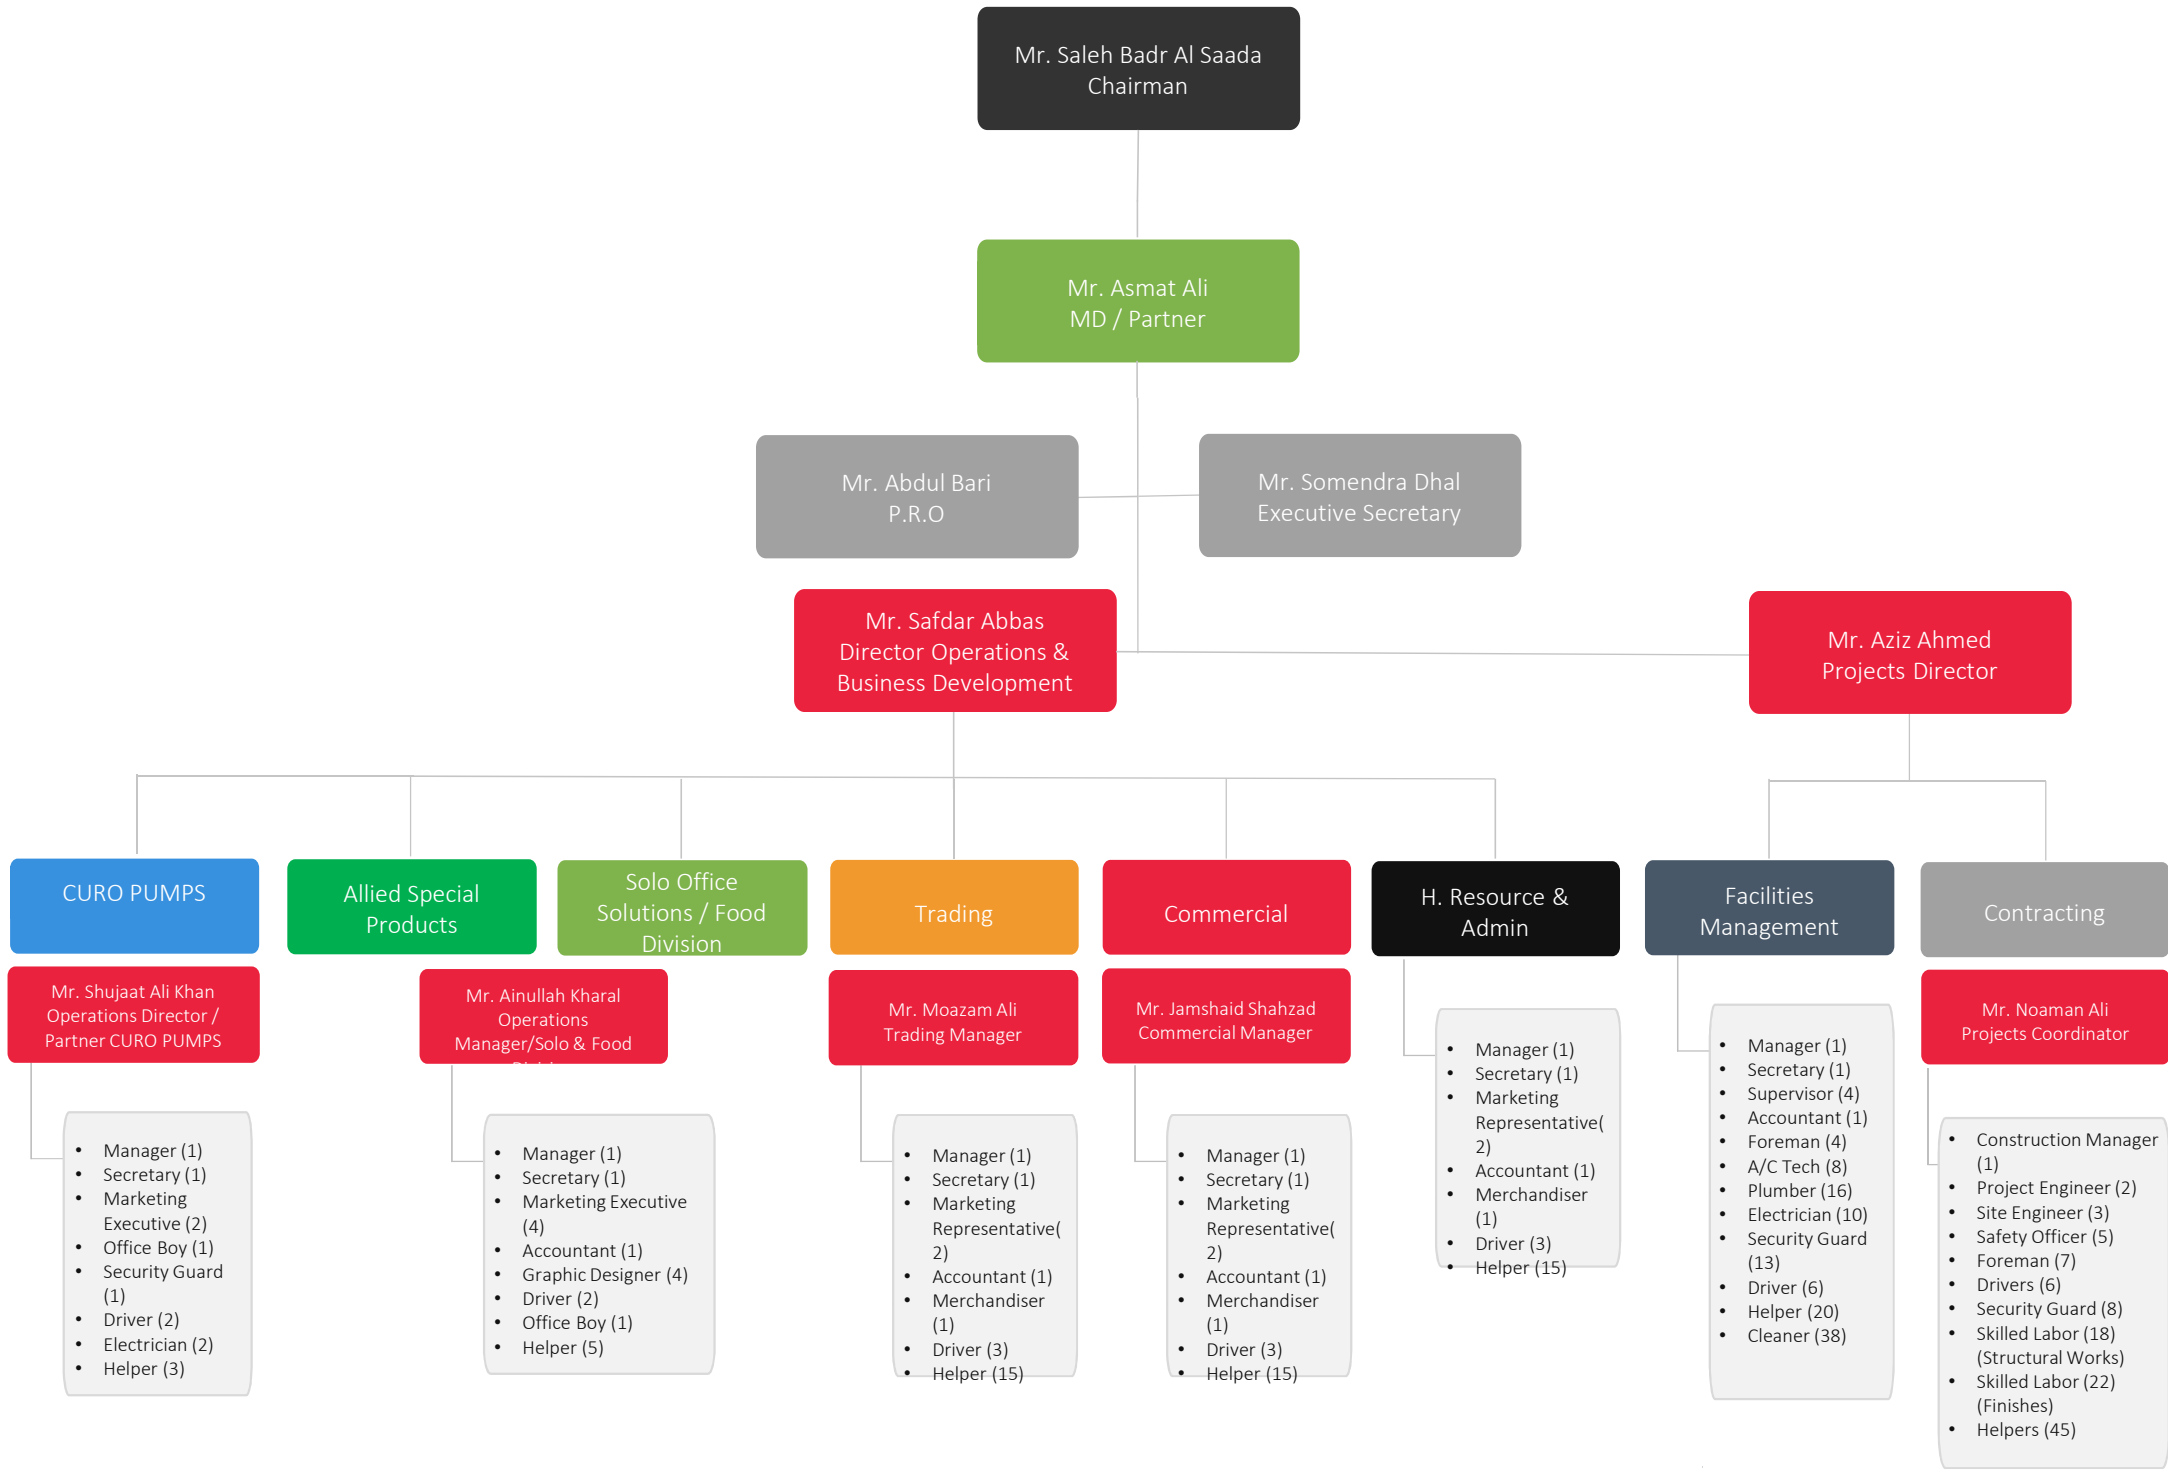 Mr. Saleh Badr Al Saada
Chairman
Mr. Asmat Ali
MD / Partner
Mr. Abdul Bari
P.R.O
Mr. Somendra Dhal
Executive Secretary
Mr. Safdar Abbas
Director Operations &
Business Development
Mr. Aziz Ahmed
Projects Director
CURO PUMPS
Allied Special
Products
Solo Office
Solutions / Food
Division
Trading
Commercial
H. Resource &
Admin
Facilities
Management
Contracting
Mr. Shujaat Ali Khan
Operations Director /
Partner CURO PUMPS
Mr. Ainullah Kharal
Operations
Manager/Solo & Food
Mr. Moazam Ali
Trading Manager
Mr. Jamshaid Shahzad
Commercial Manager
Mr. Noaman Ali
Projects Coordinator
• Manager (1)
• Secretary (1)
• Marketing
Executive (2)
• Office Boy (1)
• Security Guard
(1)
• Driver (2)
• Electrician (2)
• Helper (3)
• Manager (1)
• Secretary (1)
• Marketing Executive
(4)
• Accountant (1)
• Graphic Designer (4)
• Driver (2)
• Office Boy (1)
• Helper (5)
• Manager (1)
• Secretary (1)
• Marketing
Representative(
2)
• Accountant (1)
• Merchandiser
(1)
• Driver (3)
• Helper (15)
• Manager (1)
• Secretary (1)
• Marketing
Representative(
2)
• Accountant (1)
• Merchandiser
(1)
• Driver (3)
• Helper (15)
• Manager (1)
• Secretary (1)
• Marketing
Representative(
2)
• Accountant (1)
• Merchandiser
(1)
• Driver (3)
• Helper (15)
• Manager (1)
• Secretary (1)
• Supervisor (4)
• Accountant (1)
• Foreman (4)
• A/C Tech (8)
• Plumber (16)
• Electrician (10)
• Security Guard
(13)
• Driver (6)
• Helper (20)
• Cleaner (38)
• Construction Manager
(1)
• Project Engineer (2)
• Site Engineer (3)
• Safety Officer (5)
• Foreman (7)
• Drivers (6)
• Security Guard (8)
• Skilled Labor (18)
(Structural Works)
• Skilled Labor (22)
(Finishes)
• Helpers (45)